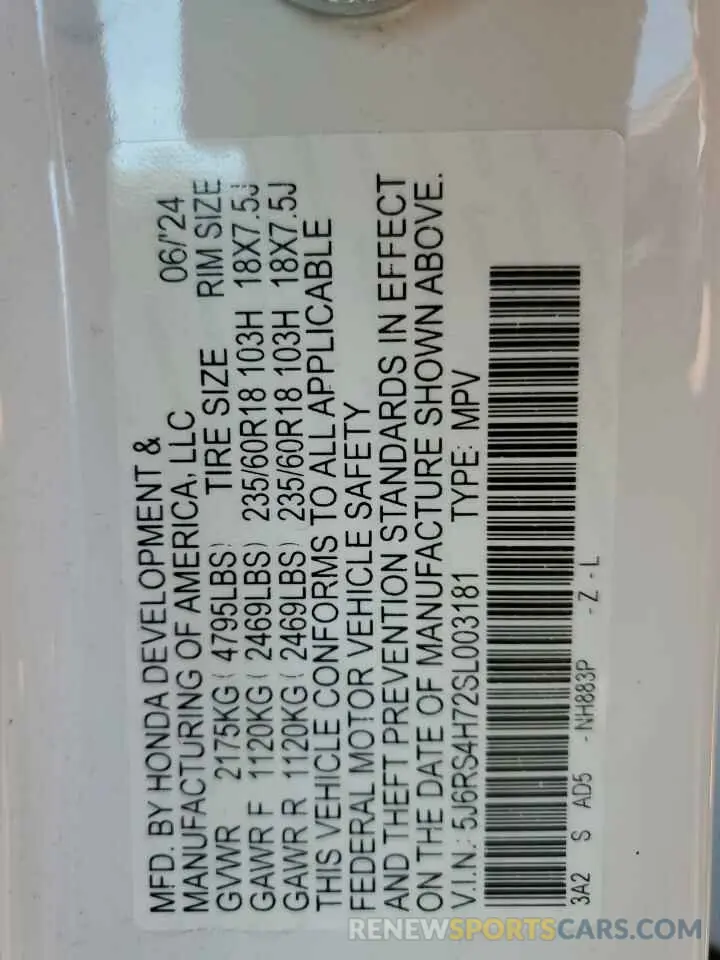 MFD. BY HONDA DEVELOPMENT &
MANUFACTURING OF AMERICA, LLC 06/'24
GVWR 2175KG( 4795LBS) TIRE SIZE RIM SIZE
GAWR F 1120KG( 2469LBS) 235/60R18 103H 18X7.5J
GAWR R 1120KG( 2469LBS) 235/60R18 103H 18X7.5J
THIS VEHICLE CONFORMS TO ALL APPLICABLE
FEDERAL MOTOR VEHICLE SAFETY
AND THEFT PREVENTION STANDARDS IN EFFECT
ON THE DATE OF MANUFACTURE SHOWN ABOVE.
V.I.N.: 5J6RS4H72SL003181 TYPE: MPV
3A2 S AD5 - NH883P - Z - L
RENEWSPORTSCARS.COM